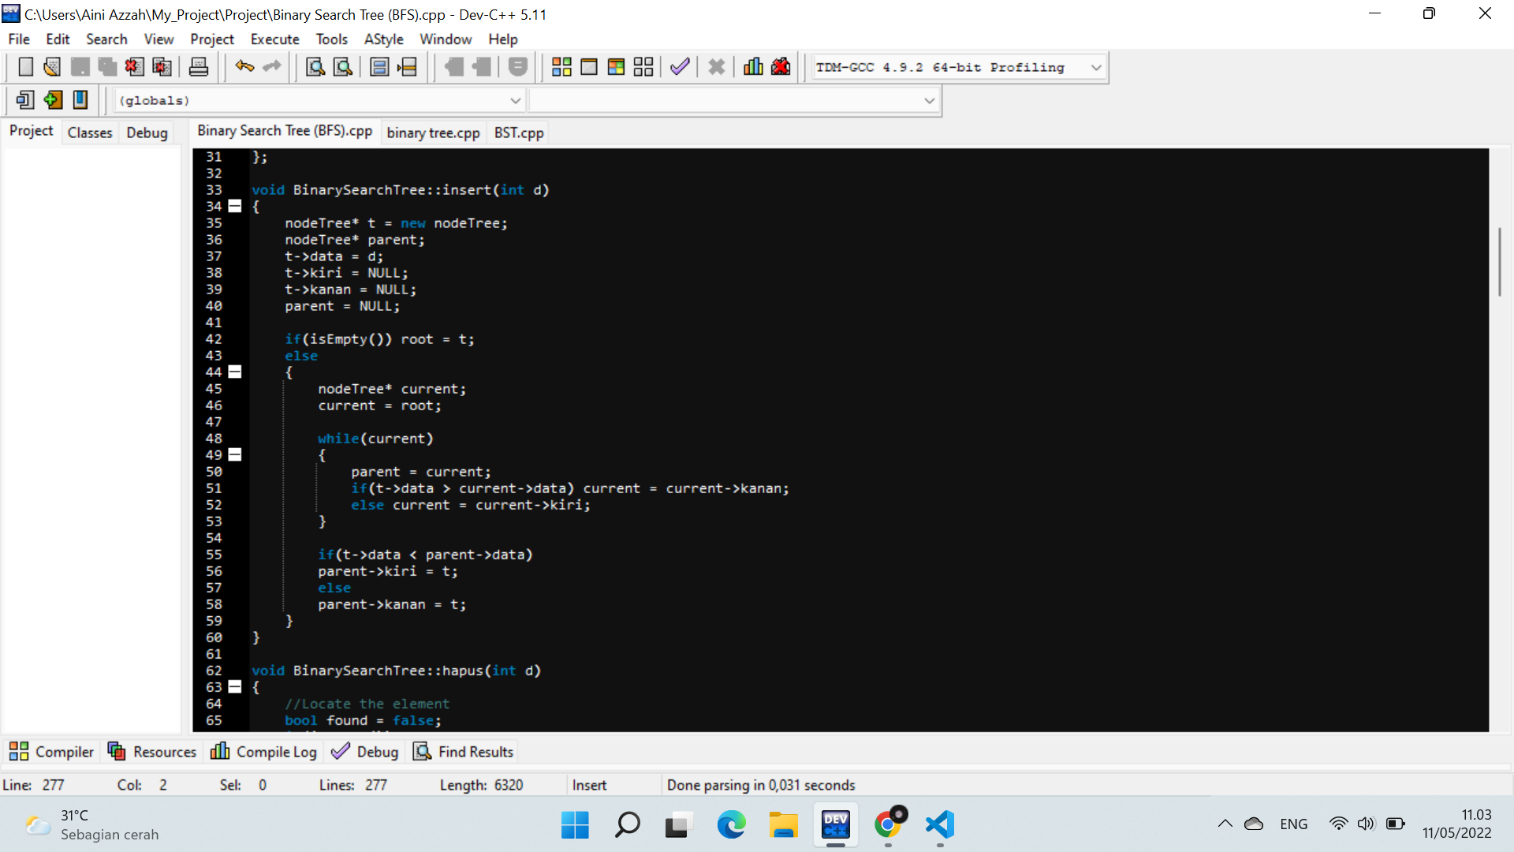 C:\Users\Aini Azzah\My_Project\Project\Binary Search Tree (BFS).cpp - Dev-C++ 5.11
File Edit Search View Project Execute Tools AStyle Window Help
TDM-GCC 4.9.2 64-bit Profiling
(globals)
Project Classes Debug
Binary Search Tree (BFS).cpp binary tree.cpp BST.cpp
31 };
32
33 void BinarySearchTree::insert(int d)
34 {
35 nodeTree* t = new nodeTree;
36 nodeTree* parent;
37 t->data = d;
38 t->kiri = NULL;
39 t->kanan = NULL;
40 parent = NULL;
41
42 if(isEmpty()) root = t;
43 else
44 {
45 nodeTree* current;
46 current = root;
47
48 while(current)
49 {
50 parent = current;
51 if(t->data > current->data) current = current->kanan;
52 else current = current->kiri;
53 }
54
55 if(t->data < parent->data)
56 parent->kiri = t;
57 else
58 parent->kanan = t;
59 }
60 }
61
62 void BinarySearchTree::hapus(int d)
63 {
64 //Locate the element
65 bool found = false;
Compiler Resources Compile Log Debug Find Results
Line: 277 Col: 2 Sel: 0 Lines: 277 Length: 6320 Insert Done parsing in 0,031 seconds
31°C
Sebagian cerah
DEV
C++
ENG
11.03
11/05/2022